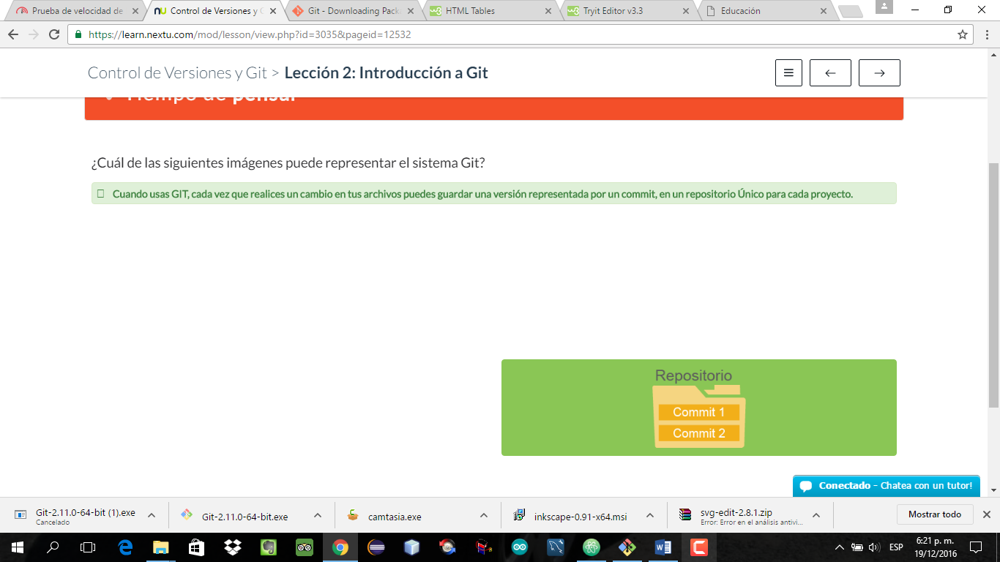 Prueba de velocidad de
Control de Versiones y G
Git - Downloading Pack
HTML Tables
Tryit Editor v3.3
Educación
https://learn.nextu.com/mod/lesson/view.php?id=3035&pageid=12532
Control de Versiones y Git > Lección 2: Introducción a Git
Tiempo de pensar
¿Cuál de las siguientes imágenes puede representar el sistema Git?
Cuando usas GIT, cada vez que realices un cambio en tus archivos puedes guardar una versión representada por un commit, en un repositorio Único para cada proyecto.
Repositorio
Commit 1
Commit 2
Conectado - Chatea con un tutor!
Git-2.11.0-64-bit (1).exe
Cancelado
Git-2.11.0-64-bit.exe
camtasia.exe
inkscape-0.91-x64.msi
svg-edit-2.8.1.zip
Error: Error en el análisis antivi...
Mostrar todo
ESP
6:21 p. m.
19/12/2016